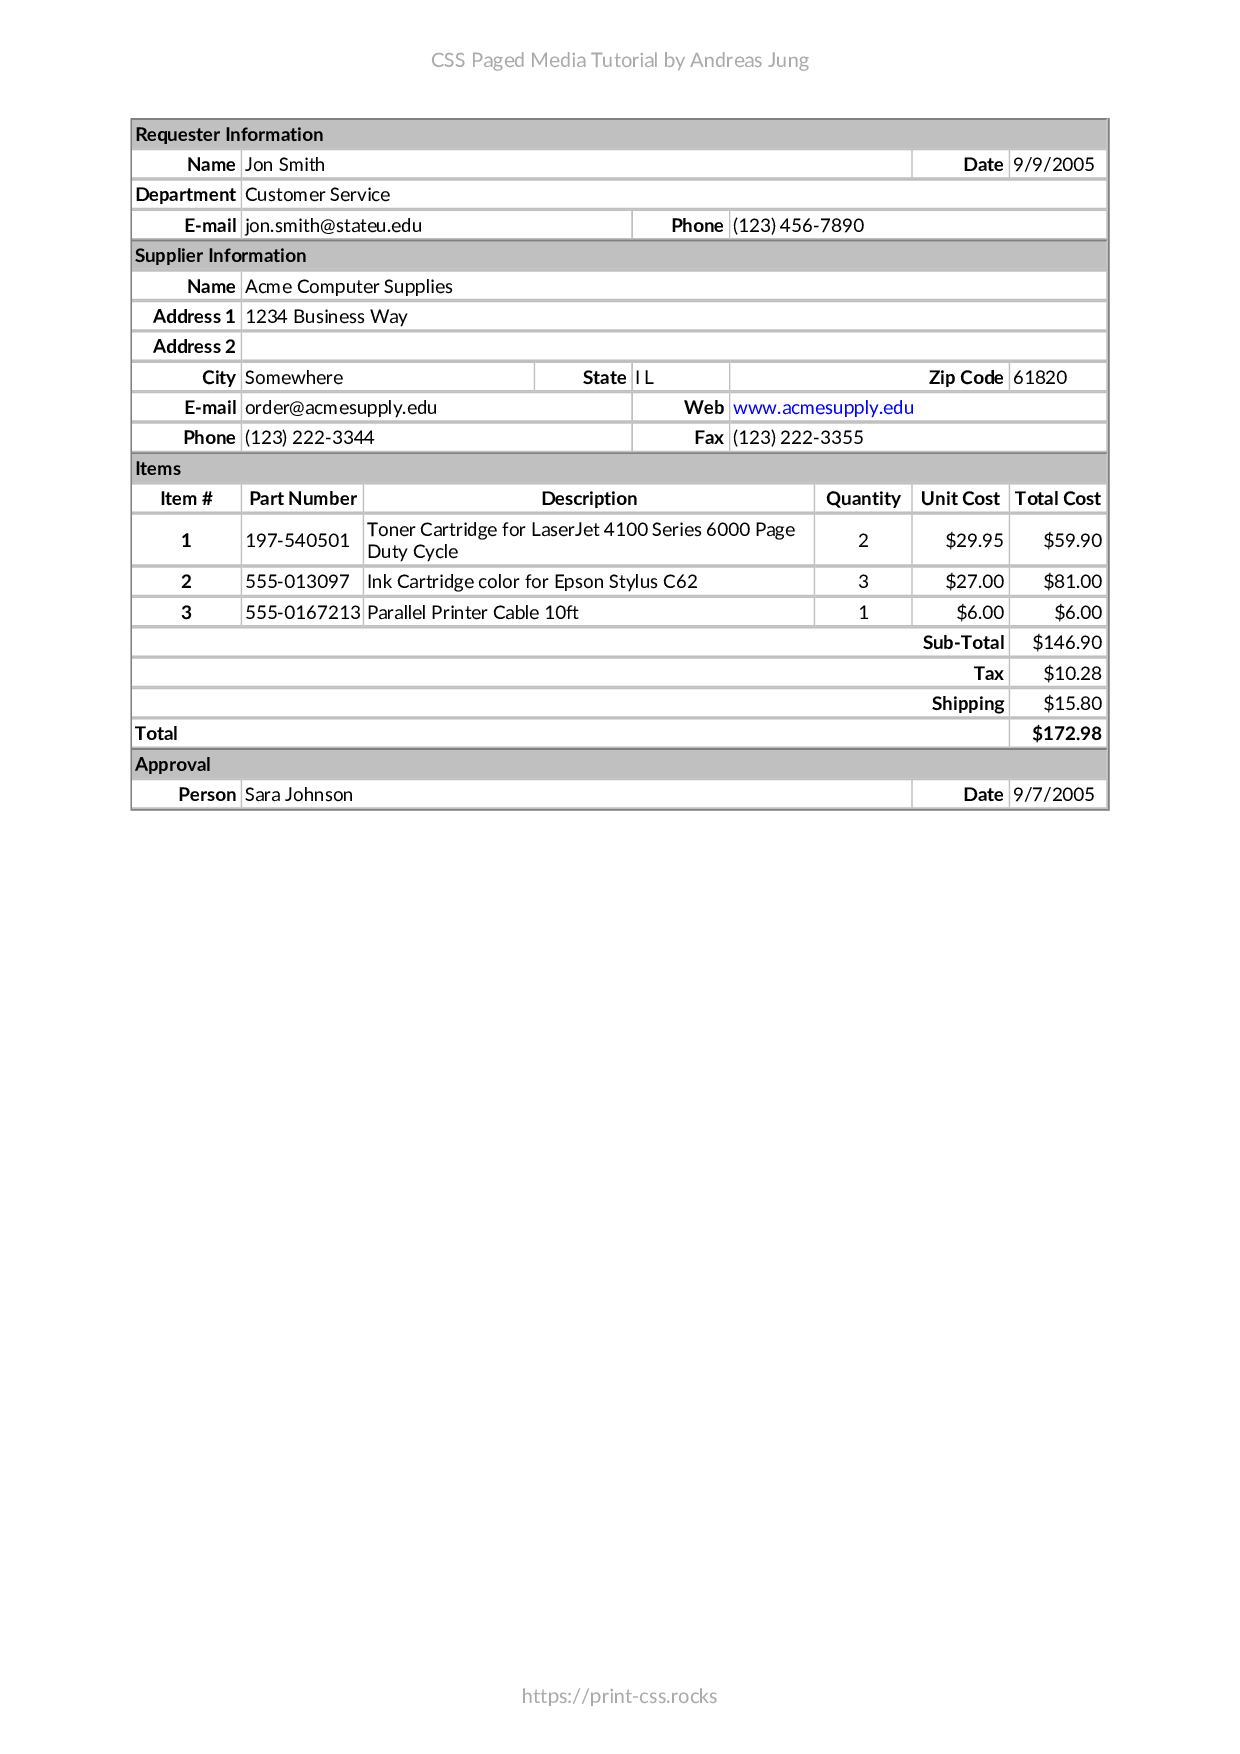 CSS Paged Media Tutorial by Andreas Jung
Requester Information
Name Jon Smith Date 9/9/2005
Department Customer Service
E-mail jon.smith@stateu.edu Phone (123) 456-7890
Supplier Information
Name Acme Computer Supplies
Address 1 1234 Business Way
Address 2
City Somewhere State IL Zip Code 61820
E-mail order@acmesupply.edu Web www.acmesupply.edu
Phone (123) 222-3344 Fax (123) 222-3355
Items
Item # Part Number Description Quantity Unit Cost Total Cost
1 197-540501 Toner Cartridge for LaserJet 4100 Series 6000 Page
Duty Cycle 2 $29.95 $59.90
2 555-013097 Ink Cartridge color for Epson Stylus C62 3 $27.00 $81.00
3 555-0167213 Parallel Printer Cable 10ft 1 $6.00 $6.00
Sub-Total $146.90
Tax $10.28
Shipping $15.80
Total $172.98
Approval
Person Sara Johnson Date 9/7/2005
https://print-css.rocks